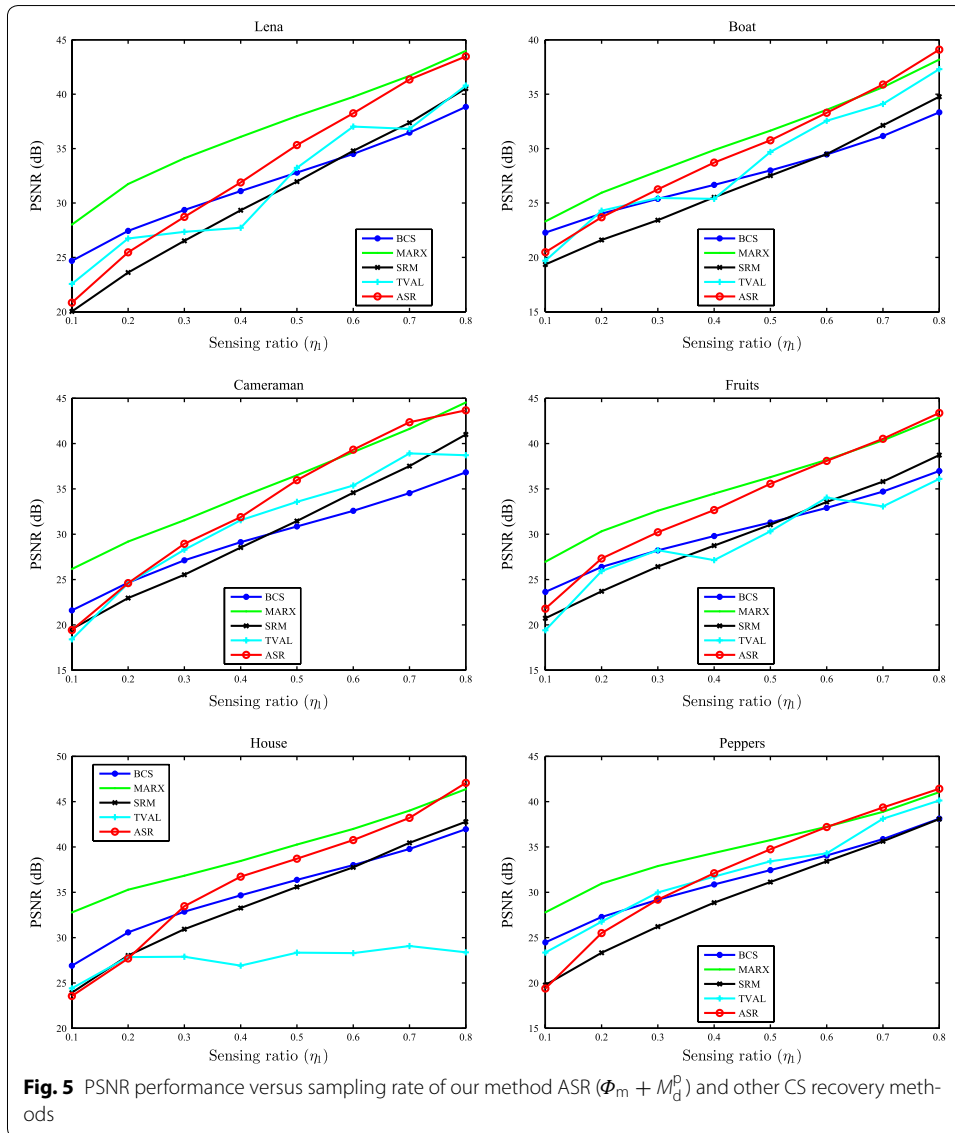 Lena
45
40
35
30
25
20
PSNR (dB)
BCS
MARX
SRM
TVAL
ASR
0.1 0.2 0.3 0.4 0.5 0.6 0.7 0.8
Sensing ratio (η1)
Boat
40
35
30
25
20
15
PSNR (dB)
BCS
MARX
SRM
TVAL
ASR
0.1 0.2 0.3 0.4 0.5 0.6 0.7 0.8
Sensing ratio (η1)
Cameraman
45
40
35
30
25
20
15
PSNR (dB)
BCS
MARX
SRM
TVAL
ASR
0.1 0.2 0.3 0.4 0.5 0.6 0.7 0.8
Sensing ratio (η1)
Fruits
45
40
35
30
25
20
15
PSNR (dB)
BCS
MARX
SRM
TVAL
ASR
0.1 0.2 0.3 0.4 0.5 0.6 0.7 0.8
Sensing ratio (η1)
House
50
45
40
35
30
25
20
PSNR (dB)
BCS
MARX
SRM
TVAL
ASR
0.1 0.2 0.3 0.4 0.5 0.6 0.7 0.8
Sensing ratio (η1)
Peppers
45
40
35
30
25
20
15
PSNR (dB)
BCS
MARX
SRM
TVAL
ASR
0.1 0.2 0.3 0.4 0.5 0.6 0.7 0.8
Sensing ratio (η1)
Fig. 5 PSNR performance versus sampling rate of our method ASR (Φm + Mdp) and other CS recovery meth-
ods